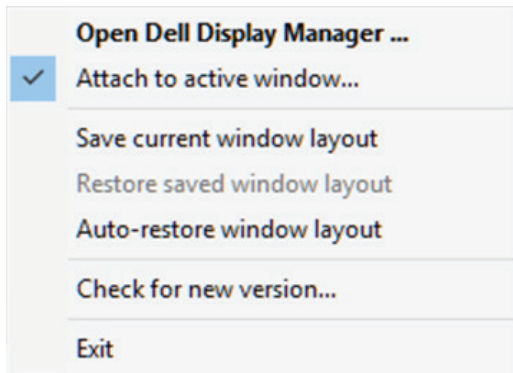 Open Dell Display Manager ...
Attach to active window...
Save current window layout
Restore saved window layout
Auto-restore window layout
Check for new version...
Exit